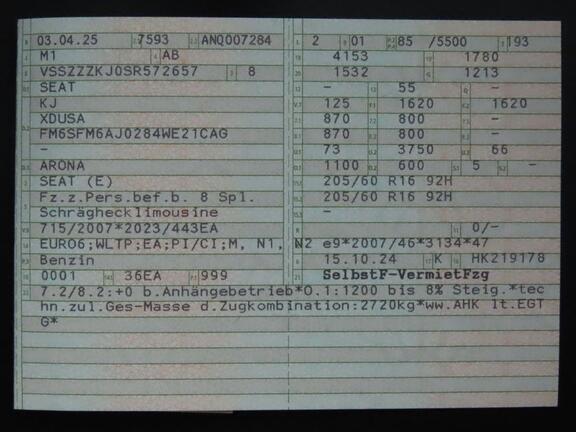 03.04.25 7593 ANQ007284 2 01 85 /5500 193
M1 AB 4153 1780
VSSZZZKJ0SR572657 8 1532 1213
SEAT - 55 -
KJ 125 1620 1620
XDUSA 870 800 -
FM6SFM6AJ0284WE21CAG 870 800 -
- 73 3750 66
ARONA 1100 600 5 -
SEAT (E) 205/60 R16 92H
Fz.z.Pers.bef.b. 8 Spl. 205/60 R16 92H
Schräghecklimousine -
715/2007*2023/443EA 0/-
EURO6;WLTP;EA;PI/CI;M, N1, N2 e9*2007/46*3134*47
Benzin 15.10.24 K HK219178
0001 36EA 999 SelbstF-VermietFzg
7.2/8.2:+0 b.Anhängebetrieb*O.1:1200 bis 8% Steig.*tec
hn.zul.Ges-Masse d.Zugkombination:2720kg*ww.AHK lt.EGT
G*